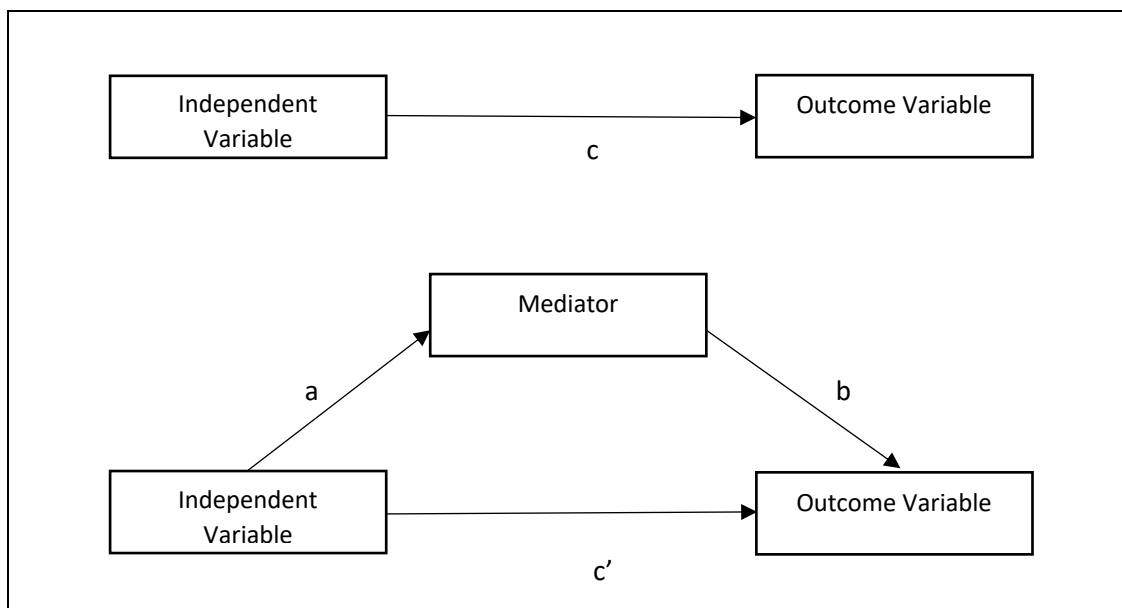 Independent
Variable
Outcome Variable
c
Mediator
a
b
Independent
Variable
Outcome Variable
c’